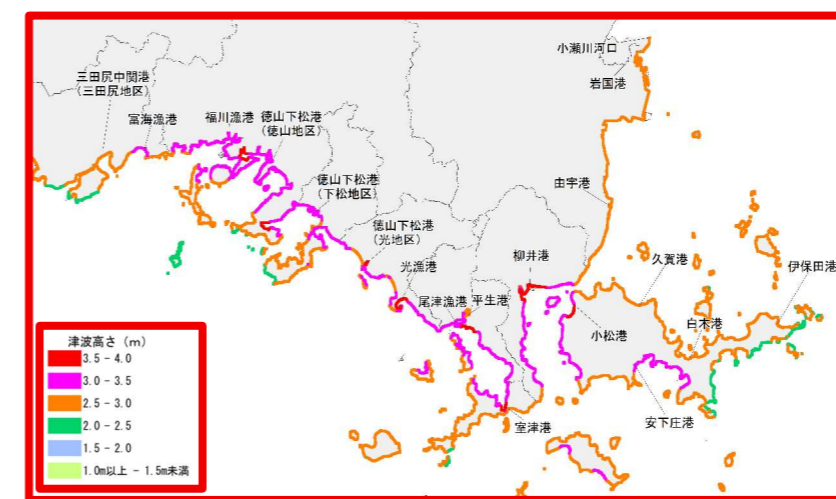 小瀬川河口
岩国港
三田尻中関港
(三田尻地区)
富海漁港
福川漁港
徳山下松港
(徳山地区)
徳山下松港
(下松地区)
由宇港
徳山下松港
(光地区)
光漁港
柳井港
久賀港
伊保田港
尾津漁港
平生港
小松港
白木港
安下庄港
室津港
津波高さ (m)
3.5 - 4.0
3.0 - 3.5
2.5 - 3.0
2.0 - 2.5
1.5 - 2.0
1.0m以上 - 1.5m未満